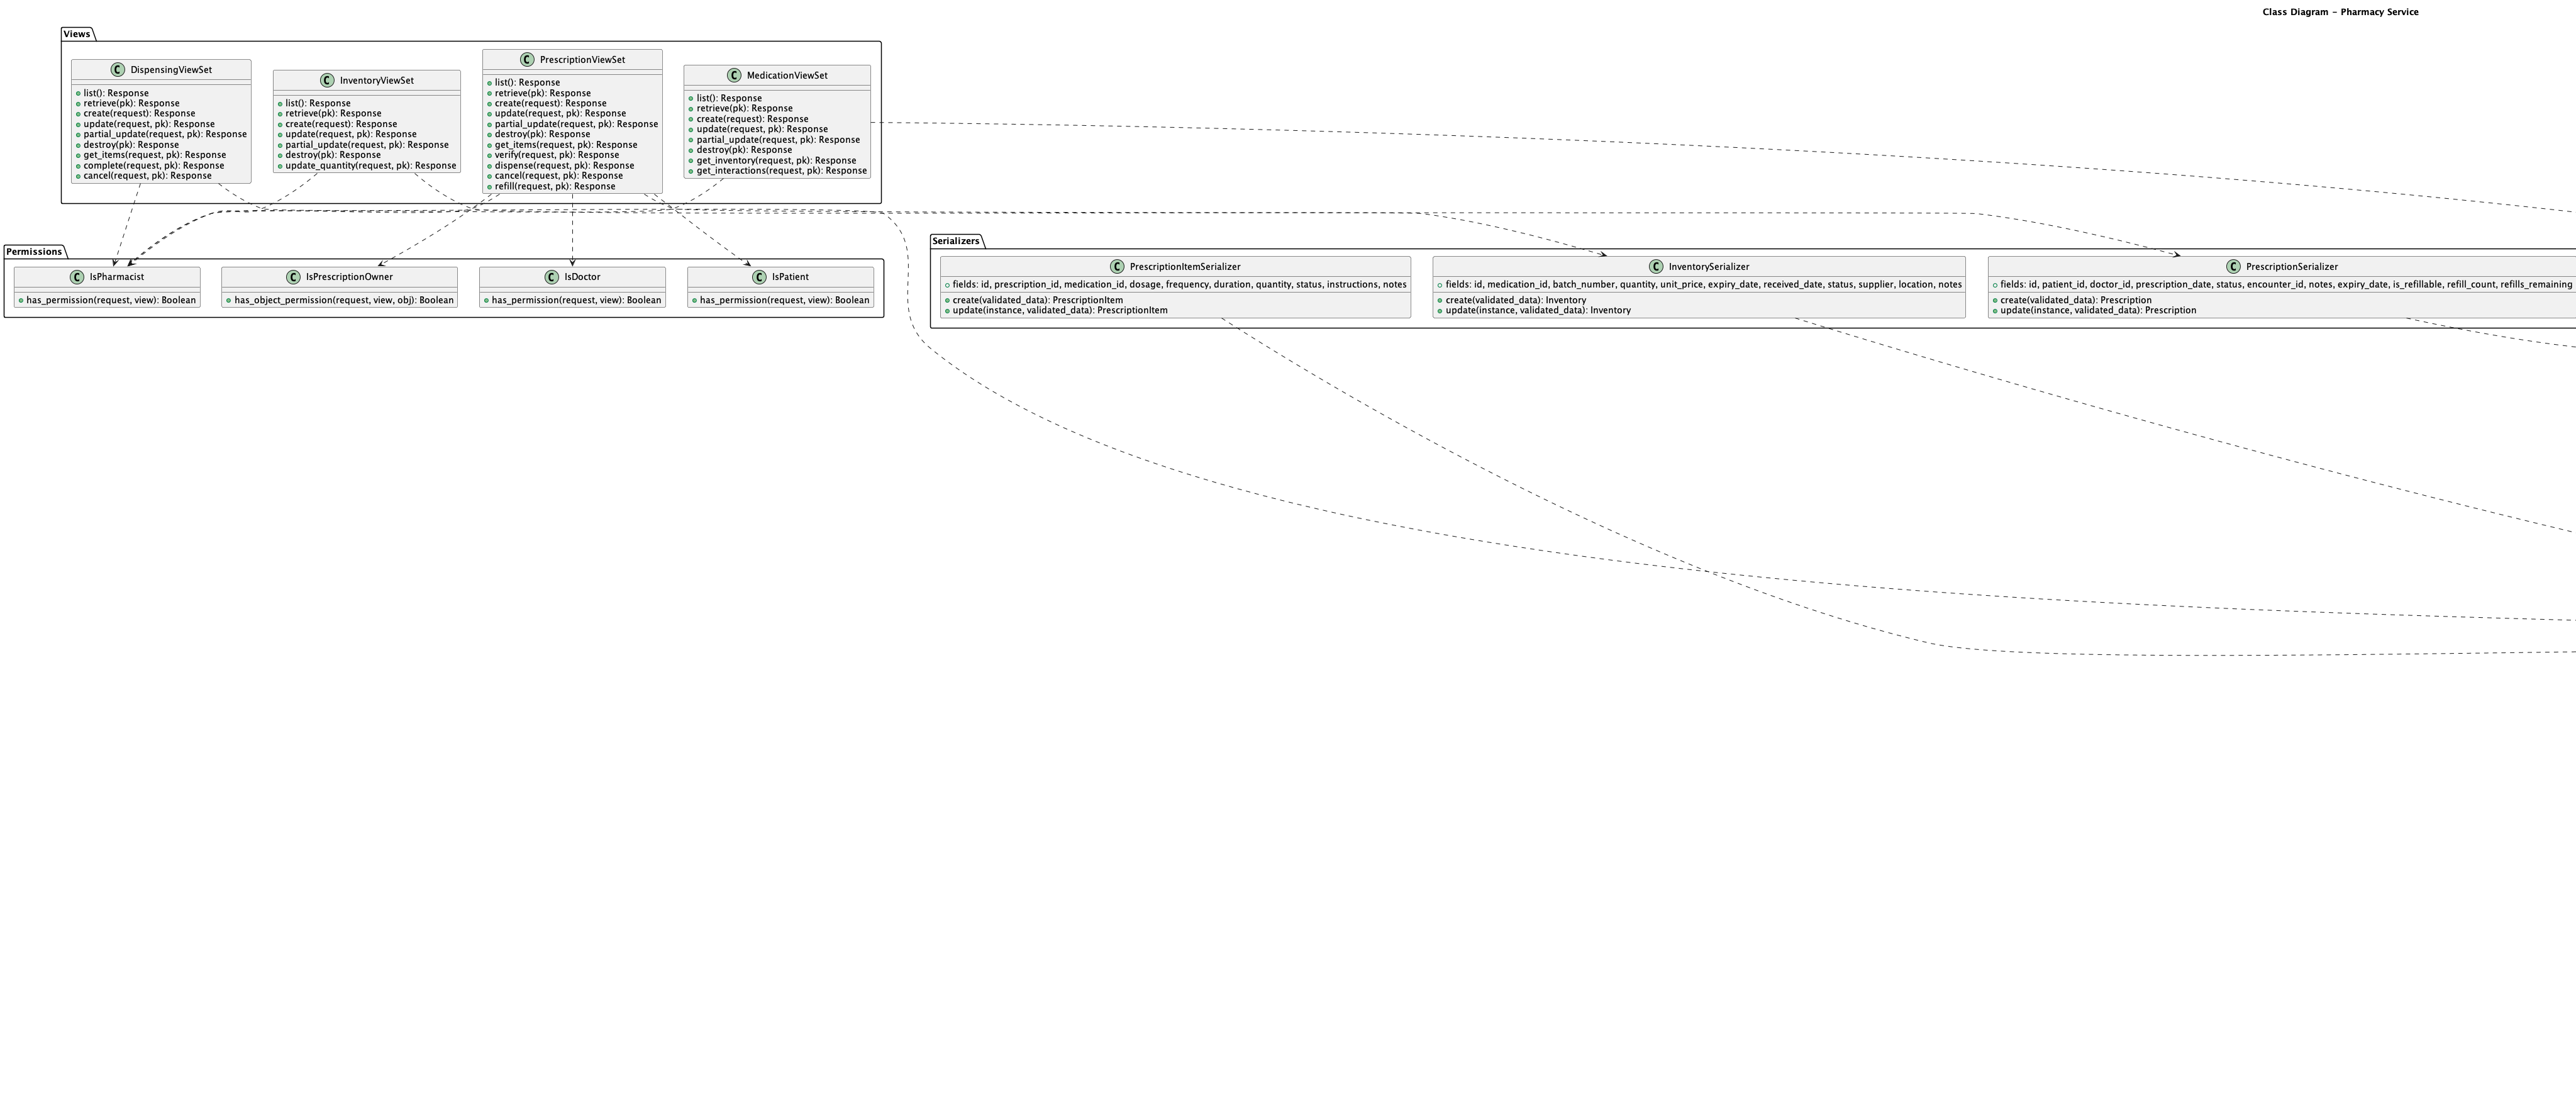 Class Diagram - Pharmacy Service
Views
C DispensingViewSet
list(): Response
retrieve(pk): Response
create(request): Response
update(request, pk): Response
partial_update(request, pk): Response
destroy(pk): Response
get_items(request, pk): Response
complete(request, pk): Response
cancel(request, pk): Response
C InventoryViewSet
list(): Response
retrieve(pk): Response
create(request): Response
update(request, pk): Response
partial_update(request, pk): Response
destroy(pk): Response
update_quantity(request, pk): Response
C PrescriptionViewSet
list(): Response
retrieve(pk): Response
create(request): Response
update(request, pk): Response
partial_update(request, pk): Response
destroy(pk): Response
get_items(request, pk): Response
verify(request, pk): Response
dispense(request, pk): Response
cancel(request, pk): Response
refill(request, pk): Response
C MedicationViewSet
list(): Response
retrieve(pk): Response
create(request): Response
update(request, pk): Response
partial_update(request, pk): Response
destroy(pk): Response
get_inventory(request, pk): Response
get_interactions(request, pk): Response
Permissions
C IsPharmacist
has_permission(request, view): Boolean
C IsPrescriptionOwner
has_object_permission(request, view, obj): Boolean
C IsDoctor
has_permission(request, view): Boolean
C IsPatient
has_permission(request, view): Boolean
Serializers
C PrescriptionItemSerializer
fields: id, prescription_id, medication_id, dosage, frequency, duration, quantity, status, instructions, notes
create(validated_data): PrescriptionItem
update(instance, validated_data): PrescriptionItem
C InventorySerializer
fields: id, medication_id, batch_number, quantity, unit_price, expiry_date, received_date, status, supplier, location, notes
create(validated_data): Inventory
update(instance, validated_data): Inventory
C PrescriptionSerializer
fields: id, patient_id, doctor_id, prescription_date, status, encounter_id, notes, expiry_date, is_refillable, refill_count, refills_remaining
create(validated_data): Prescription
update(instance, validated_data): Prescription